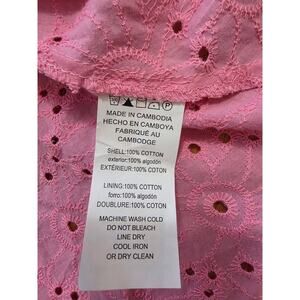 MADE IN CAMBODIA
HECHO EN CAMBOYA
FABRIQUÉ AU
CAMBODGE
SHELL:100% COTTON
exterior:100% algodón
EXTÉRIEUR:100% COTON
LINING:100% COTTON
forro:100% algodón
DOUBLURE:100% COTON
MACHINE WASH COLD
DO NOT BLEACH
LINE DRY
COOL IRON
OR DRY CLEAN